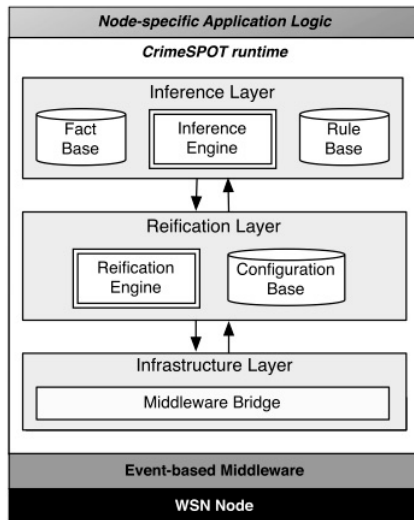 Node-specific Application Logic
CrimeSPOT runtime
Inference Layer
Fact
Base
Inference
Engine
Rule
Base
Reification Layer
Reification
Engine
Configuration
Base
Infrastructure Layer
Middleware Bridge
Event-based Middleware
WSN Node